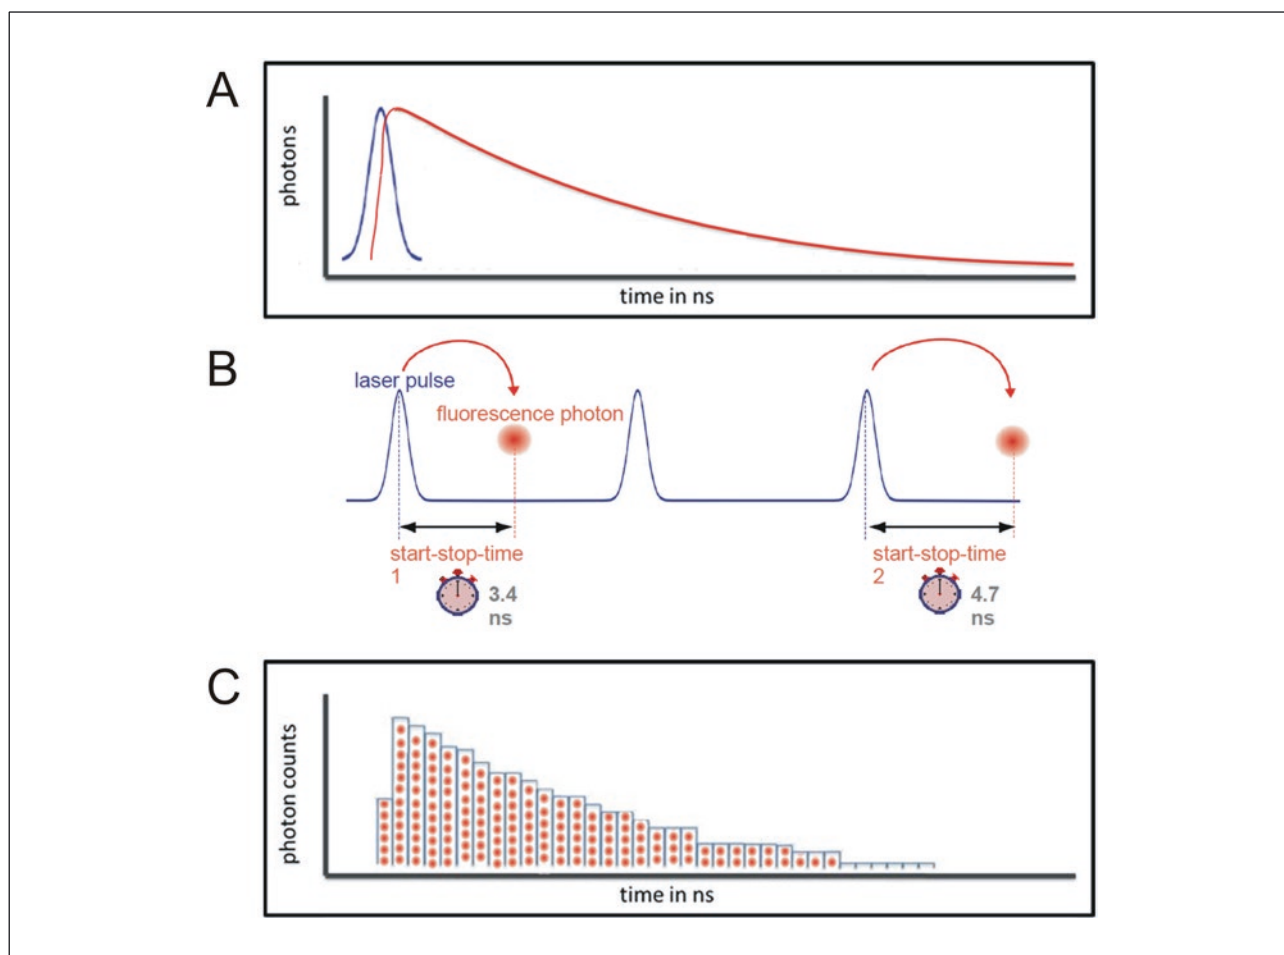 A
photons
time in ns
B
laser pulse
fluorescence photon
start-stop-time
1
3.4
ns
start-stop-time
2
4.7
ns
C
photon counts
time in ns